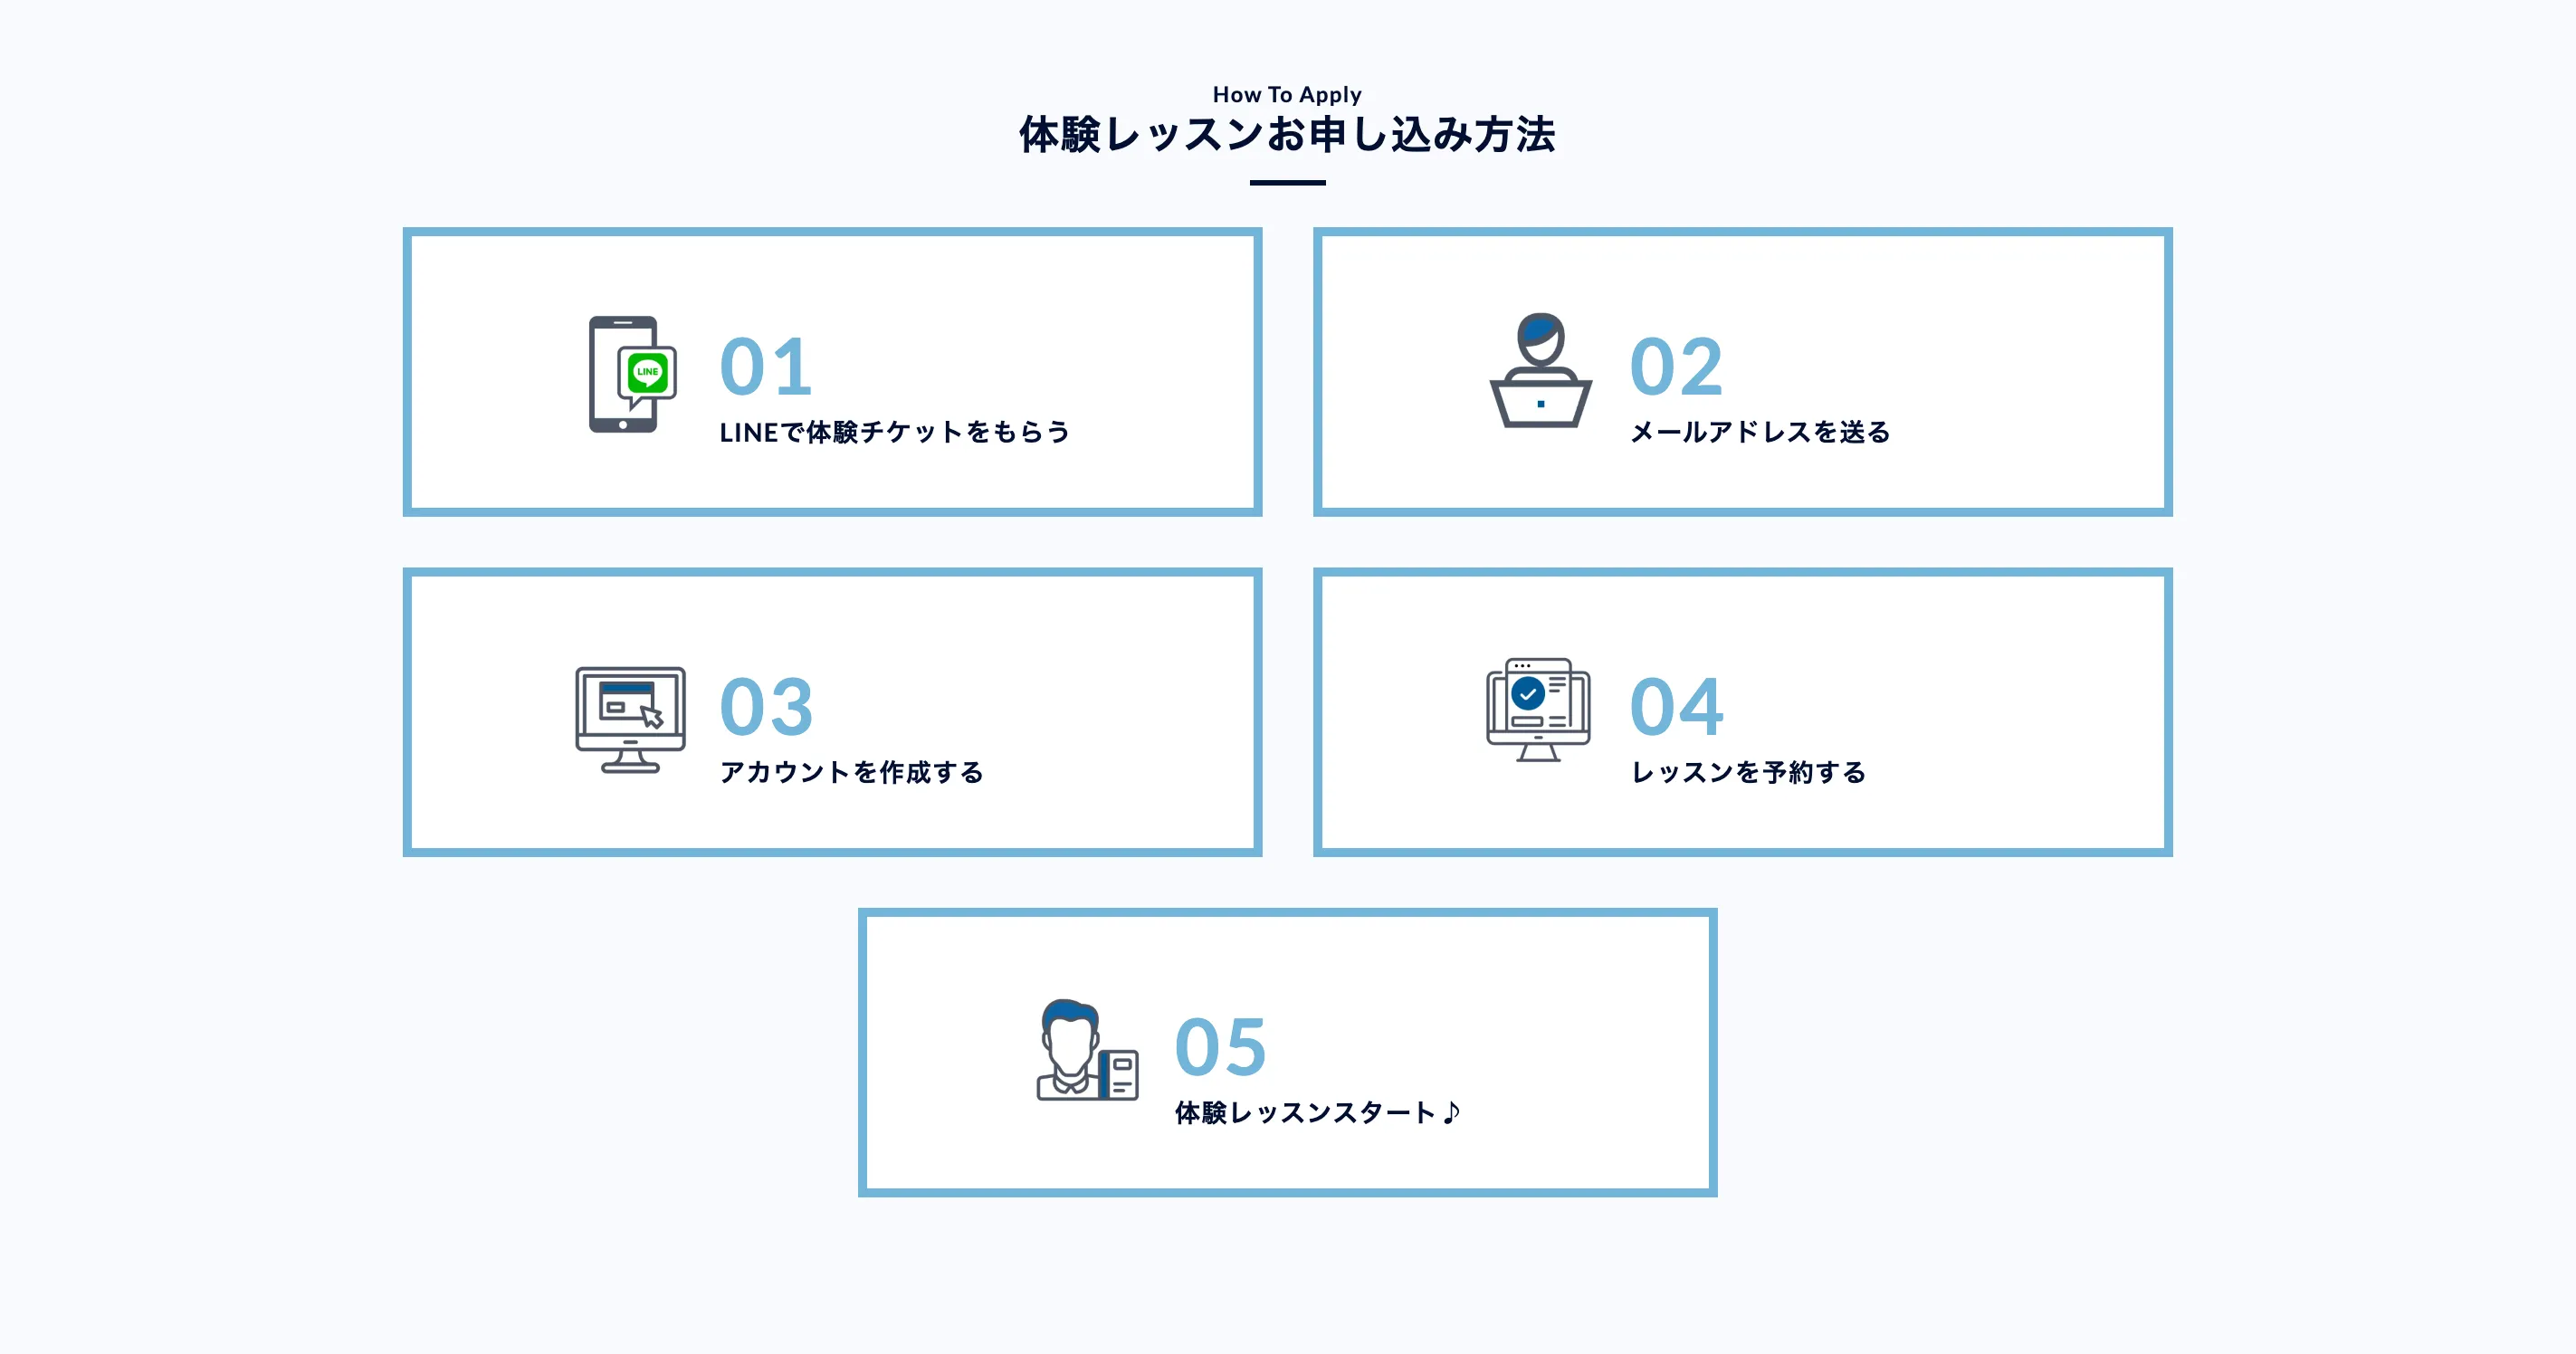 How To Apply
体験レッスンお申し込み方法
LINE
01
LINEで体験チケットをもらう
02
メールアドレスを送る
03
アカウントを作成する
04
レッスンを予約する
05
体験レッスンスタート♪